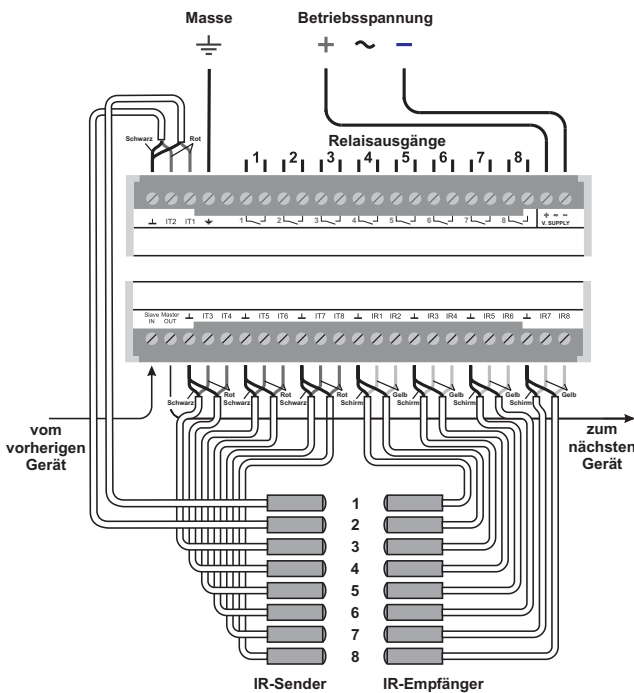 Masse Betriebsspannung
+ ~ −
Schwarz Rot
Relaisausgänge
1 2 3 4 5 6 7 8
⊥ IT2 IT1 1 2 3 4 5 6 7 8 + ~ −
V. SUPPLY
Slave Master ⊥ IT3 IT4 ⊥ IT5 IT6 ⊥ IT7 IT8 ⊥ IR1 IR2 ⊥ IR3 IR4 ⊥ IR5 IR6 ⊥ IR7 IR8
IN OUT
Rot Rot Rot Gelb Gelb Gelb Gelb
Schwarz Schwarz Schwarz Schirm Schirm Schirm Schirm
vom
vorherigen
Gerät
zum
nächsten
Gerät
1
2
3
4
5
6
7
8
IR-Sender IR-Empfänger